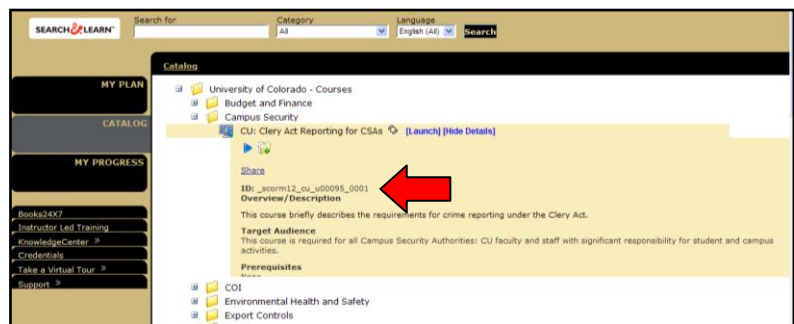 SEARCH&LEARN™
Search for
Category
Language
All
English (All)
Search
Catalog
MY PLAN
CATALOG
MY PROGRESS
Books24X7
Instructor Led Training
KnowledgeCenter »
Credentials
Take a Virtual Tour »
Support »
University of Colorado - Courses
Budget and Finance
Campus Security
CU: Clery Act Reporting for CSAs [Launch] [Hide Details]
Share
ID: _scorm12_cu_u00095_0001
Overview/Description
This course briefly describes the requirements for crime reporting under the Clery Act.
Target Audience
This course is required for all Campus Security Authorities: CU faculty and staff with significant responsibility for student and campus
activities.
Prerequisites
COI
Environmental Health and Safety
Export Controls